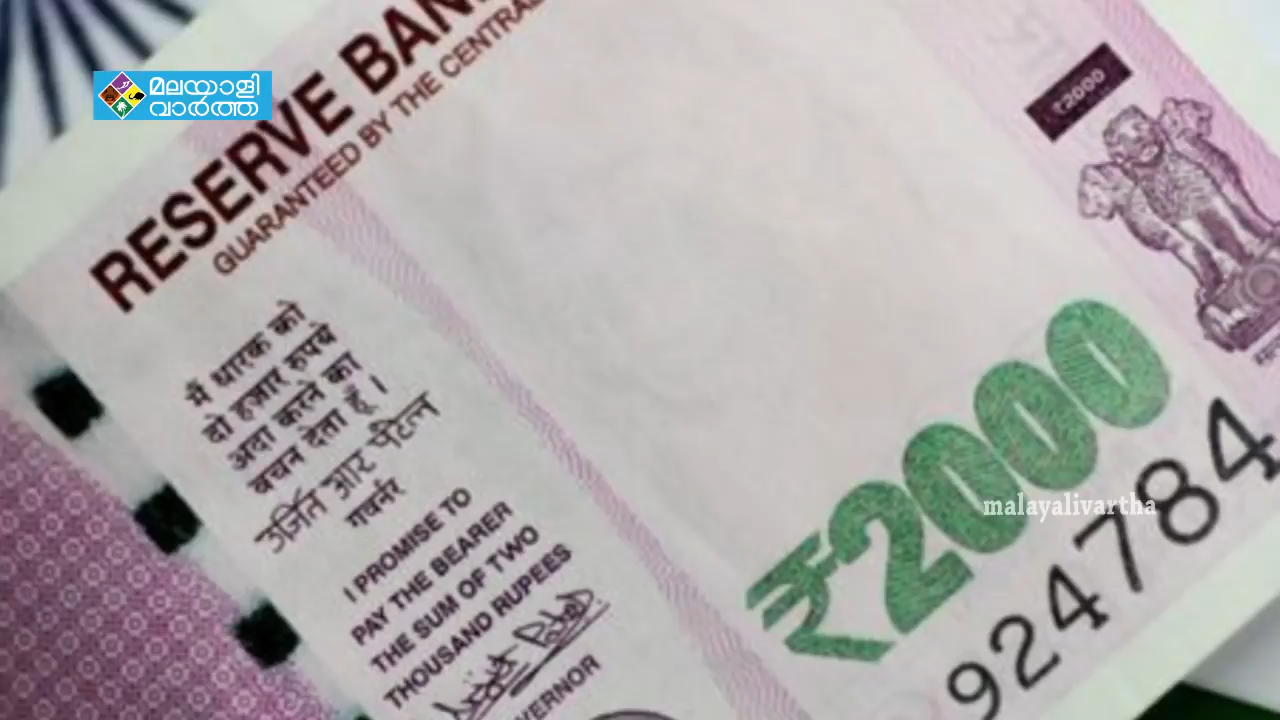 മലയാളി
വാർത്ത
RESERVE BAN
GUARANTEED BY THE CENTRAL
₹2000
मैं धारक को
दो हज़ार रुपये
अदा करने का
वचन देता हूँ ।
उर्जित आर पटेल
गवर्नर
I PROMISE TO
PAY THE BEARER
THE SUM OF TWO
THOUSAND RUPEES
VERNOR
₹2000
malayalivartha
924784